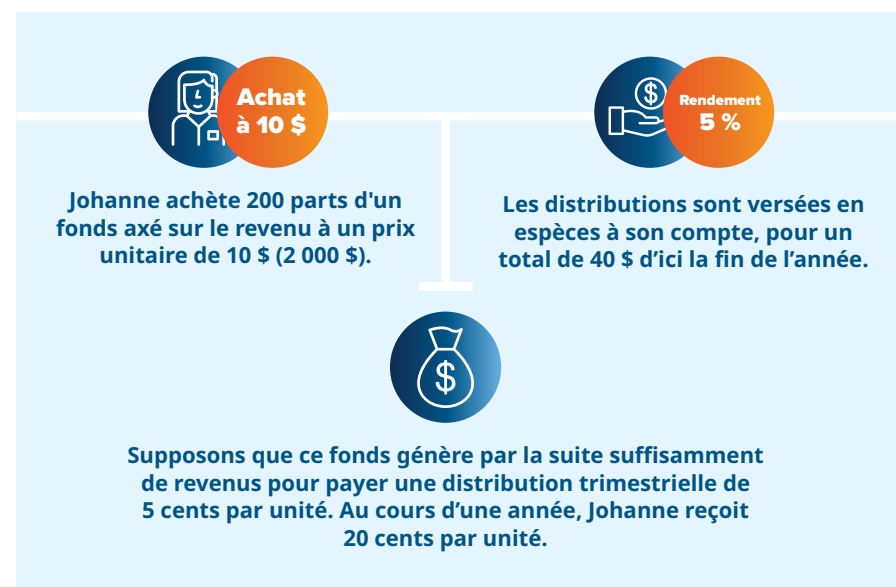 Achat
à 10 $
Johanne achète 200 parts d'un
fonds axé sur le revenu à un prix
unitaire de 10 $ (2 000 $).
$
Rendement
5 %
Les distributions sont versées en
espèces à son compte, pour un
total de 40 $ d’ici la fin de l’année.
$
Supposons que ce fonds génère par la suite suffisamment
de revenus pour payer une distribution trimestrielle de
5 cents par unité. Au cours d’une année, Johanne reçoit
20 cents par unité.